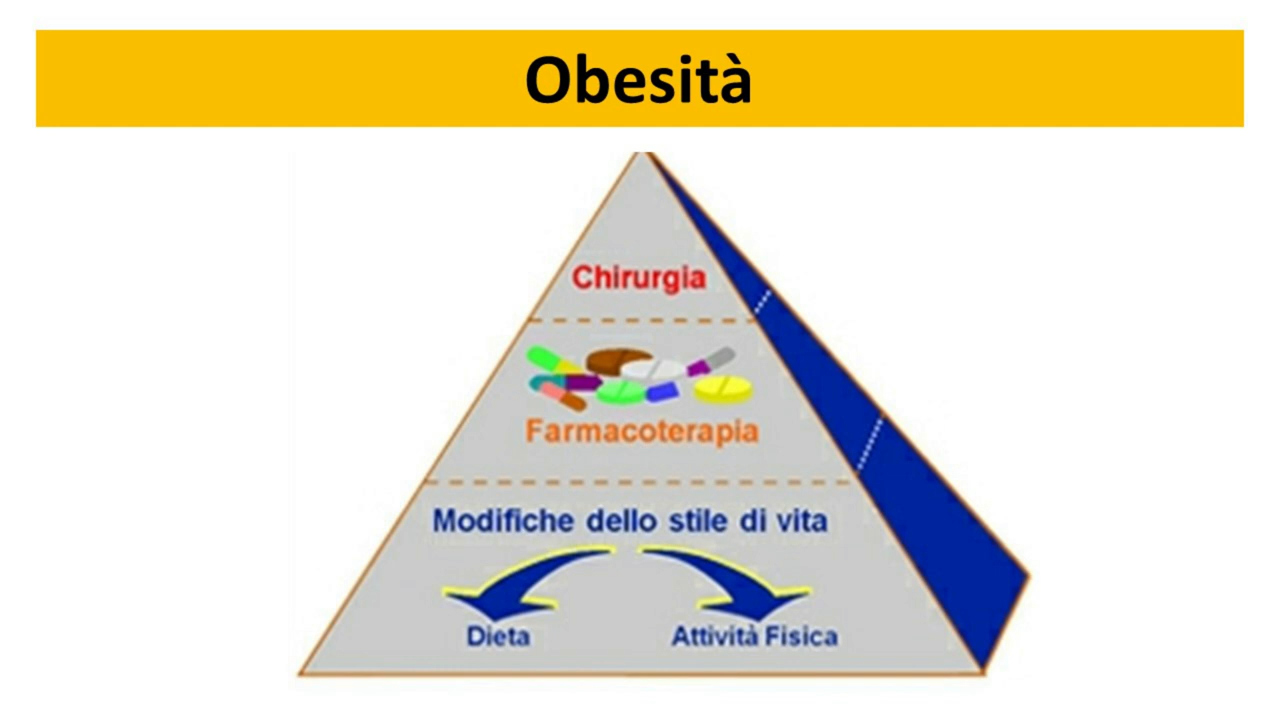 Obesità
Chirurgia
Farmacoterapia
Modifiche dello stile di vita
Dieta
Attività Fisica